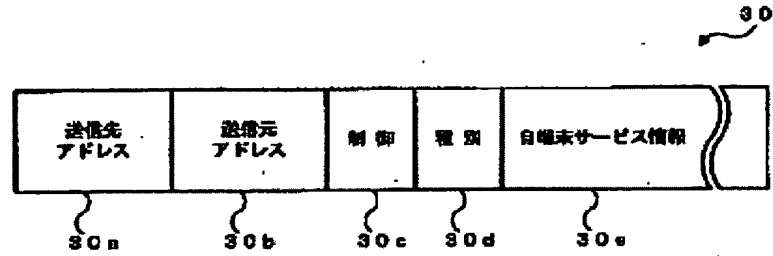 30
送信先
アドレス
送信元
アドレス
制 御
種 別
自端末サービス情報
30a
30b
30c
30d
30e